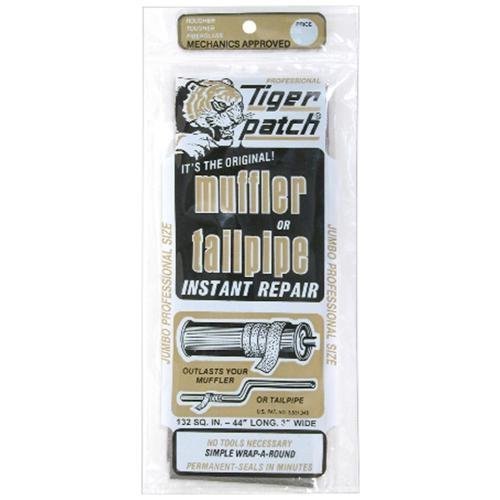 ROUGHER
TOUGHER
FIBERGLASS
PRICE
MECHANICS APPROVED
PROFESSIONAL
Tiger
patch
IT'S THE ORIGINAL!
muffler
OR
tailpipe
INSTANT REPAIR
JUMBO PROFESSIONAL SIZE
JUMBO PROFESSIONAL SIZE
OUTLASTS YOUR
MUFFLER
OR TAILPIPE
U.S. PAT. NO.
132 SQ. IN. – 44" LONG, 3" WIDE
NO TOOLS NECESSARY
SIMPLE WRAP-A-ROUND
PERMANENT-SEALS IN MINUTES